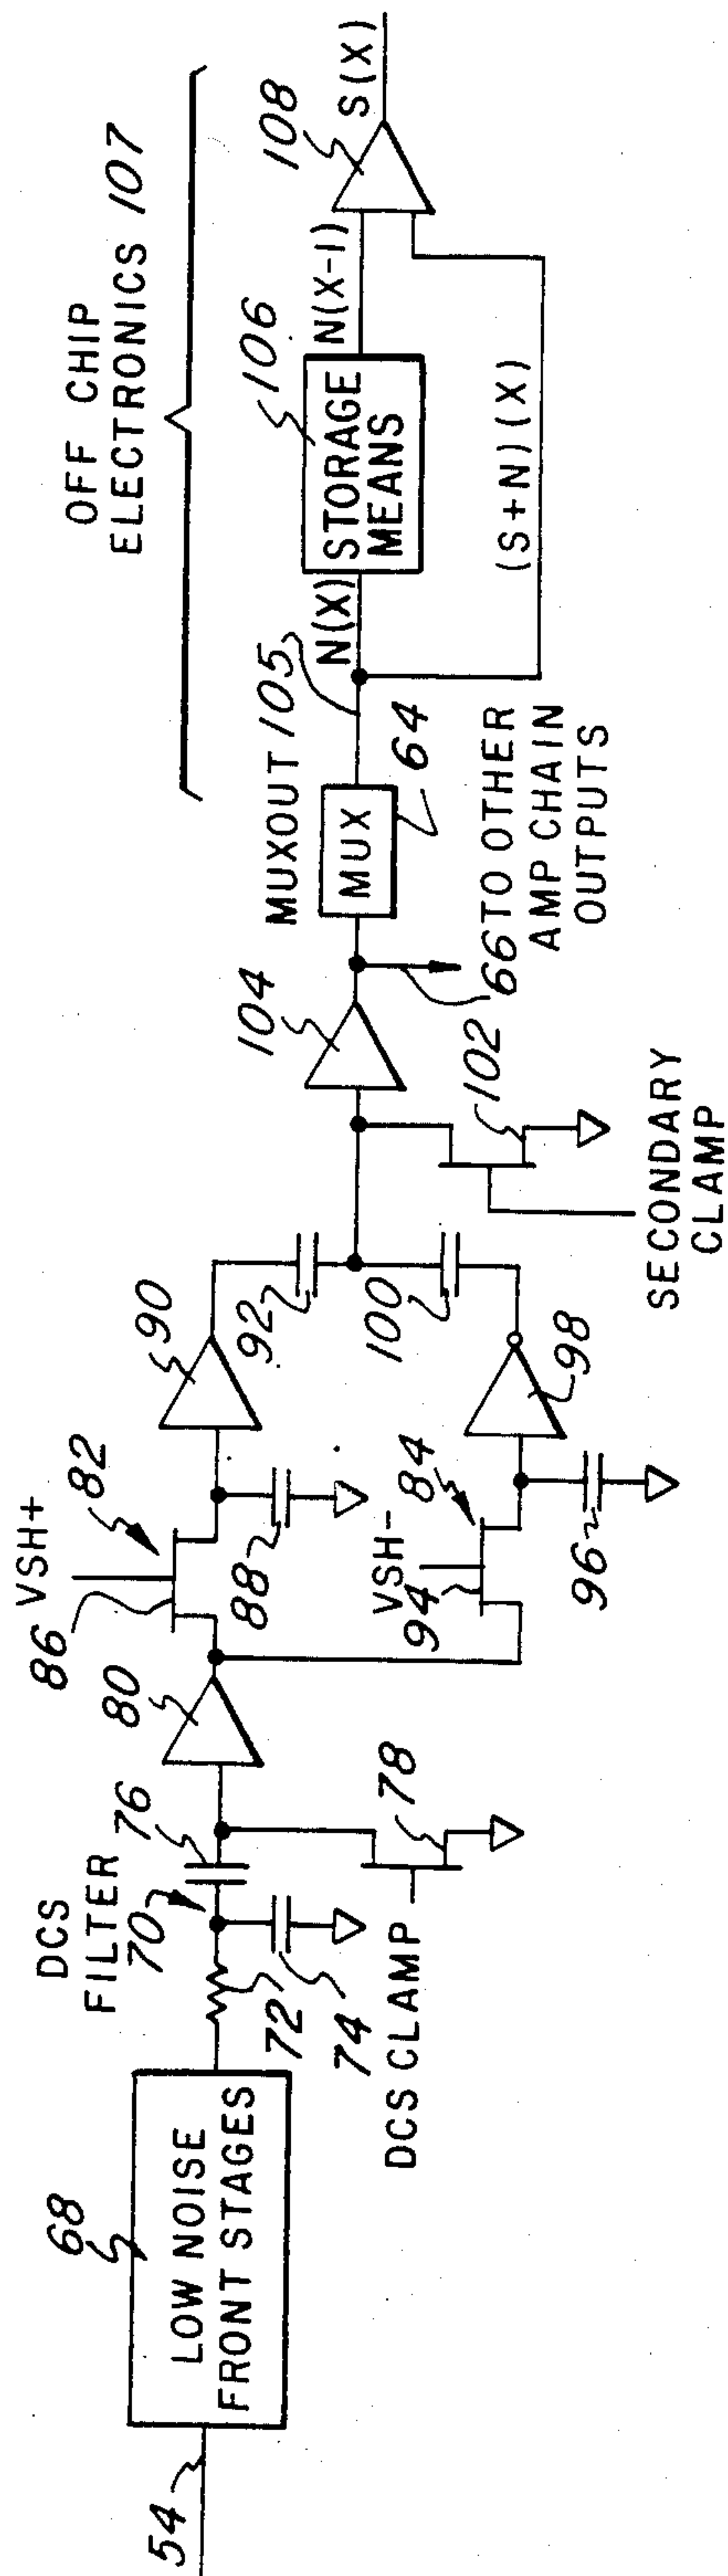 54
68
LOW NOISE
FRONT STAGES
DCS
FILTER
70
72
74
76
DCS CLAMP
78
80
86
VSH+
82
88
90
92
VSH-
94
84
96
98
100
SECONDARY
CLAMP
102
104
66 TO OTHER
AMP CHAIN
OUTPUTS
MUXOUT 105
MUX
64
OFF CHIP
ELECTRONICS 107
N(X)
STORAGE
MEANS
106
N(X-1)
(S+N)(X)
108
S(X)